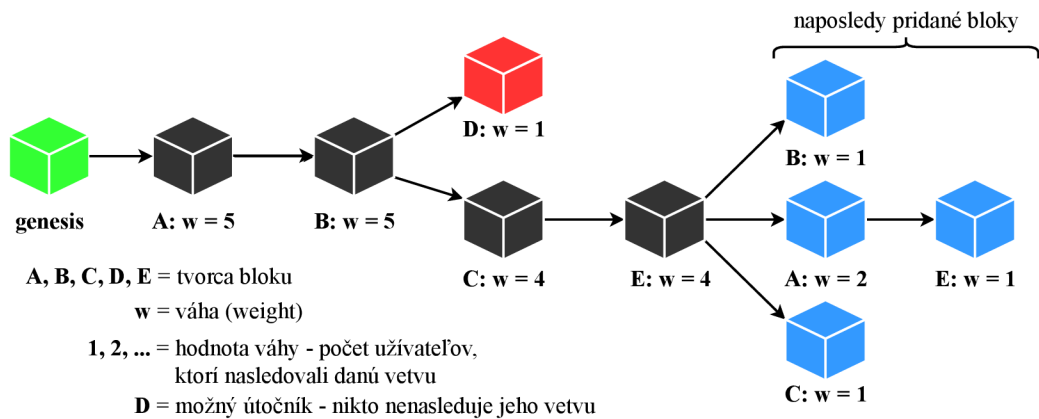 naposledy pridané bloky
D: w = 1
B: w = 1
genesis
A: w = 5
B: w = 5
C: w = 4
E: w = 4
A: w = 2
E: w = 1
C: w = 1
A, B, C, D, E = tvorca bloku
w = váha (weight)
1, 2, ... = hodnota váhy - počet užívateľov,
ktorí nasledovali danú vetvu
D = možný útočník - nikto nenasleduje jeho vetvu